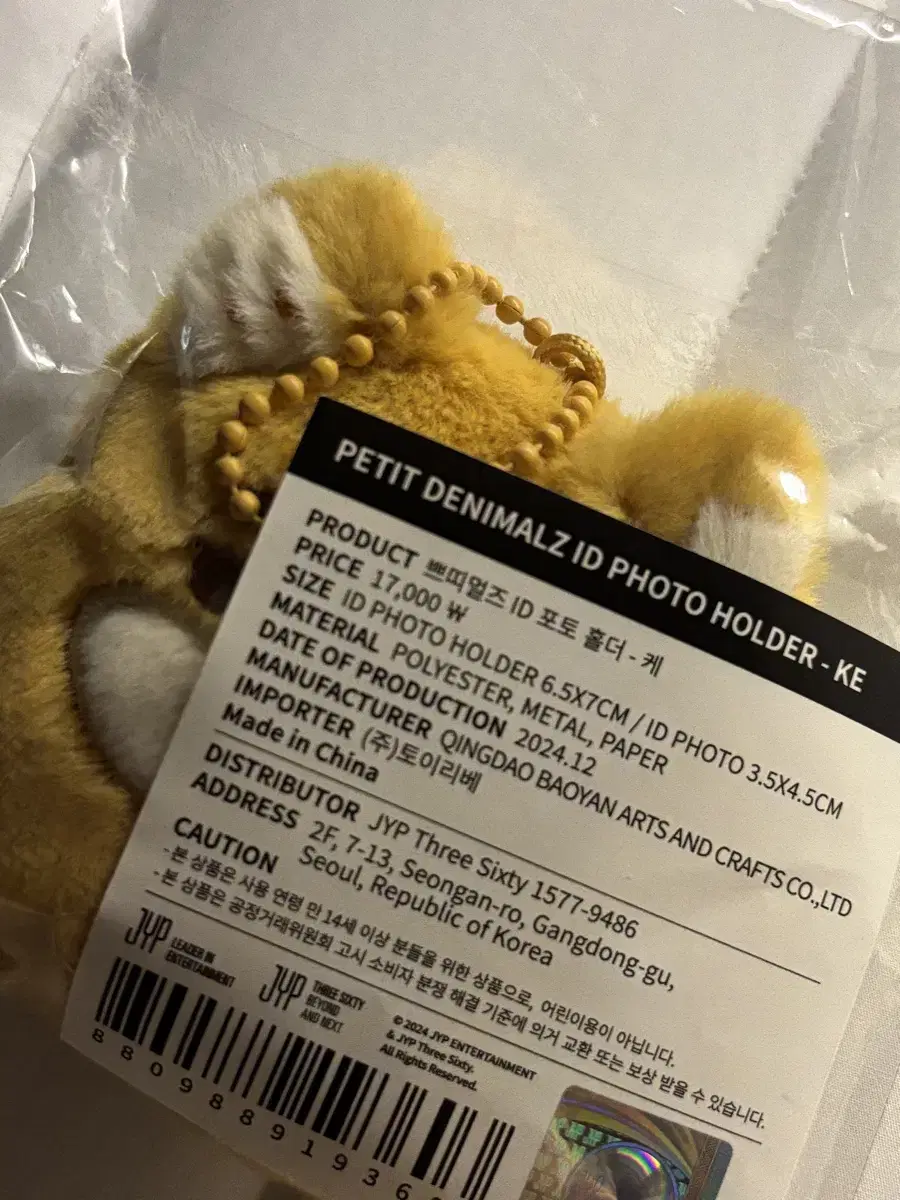 PETIT DENIMALZ ID PHOTO HOLDER - KE
PRODUCT 쁘띠멀즈 ID 포토 홀더 - 케
PRICE 17,000 ₩
SIZE ID PHOTO HOLDER 6.5X7CM / ID PHOTO 3.5X4.5CM
MATERIAL POLYESTER, METAL, PAPER
DATE OF PRODUCTION 2024.12
MANUFACTURER QINGDAO BAOYAN ARTS AND CRAFTS CO.,LTD
IMPORTER (주)토이리베
Made in China
DISTRIBUTOR JYP Three Sixty 1577-9486
ADDRESS 2F, 7-13, Seongan-ro, Gangdong-gu,
Seoul, Republic of Korea
CAUTION
- 본 상품은 사용 연령 만 14세 이상 분들을 위한 상품으로, 어린이용이 아닙니다.
- 본 상품은 공정거래위원회 고시 소비자 분쟁 해결 기준에 의거 교환 또는 보상 받을 수 있습니다.
JYP LEADER IN
ENTERTAINMENT
JYP THREE SIXTY
BEYOND
AND NEXT
© 2024 JYP ENTERTAINMENT
& JYP Three Sixty.
All Rights Reserved.
88098891936